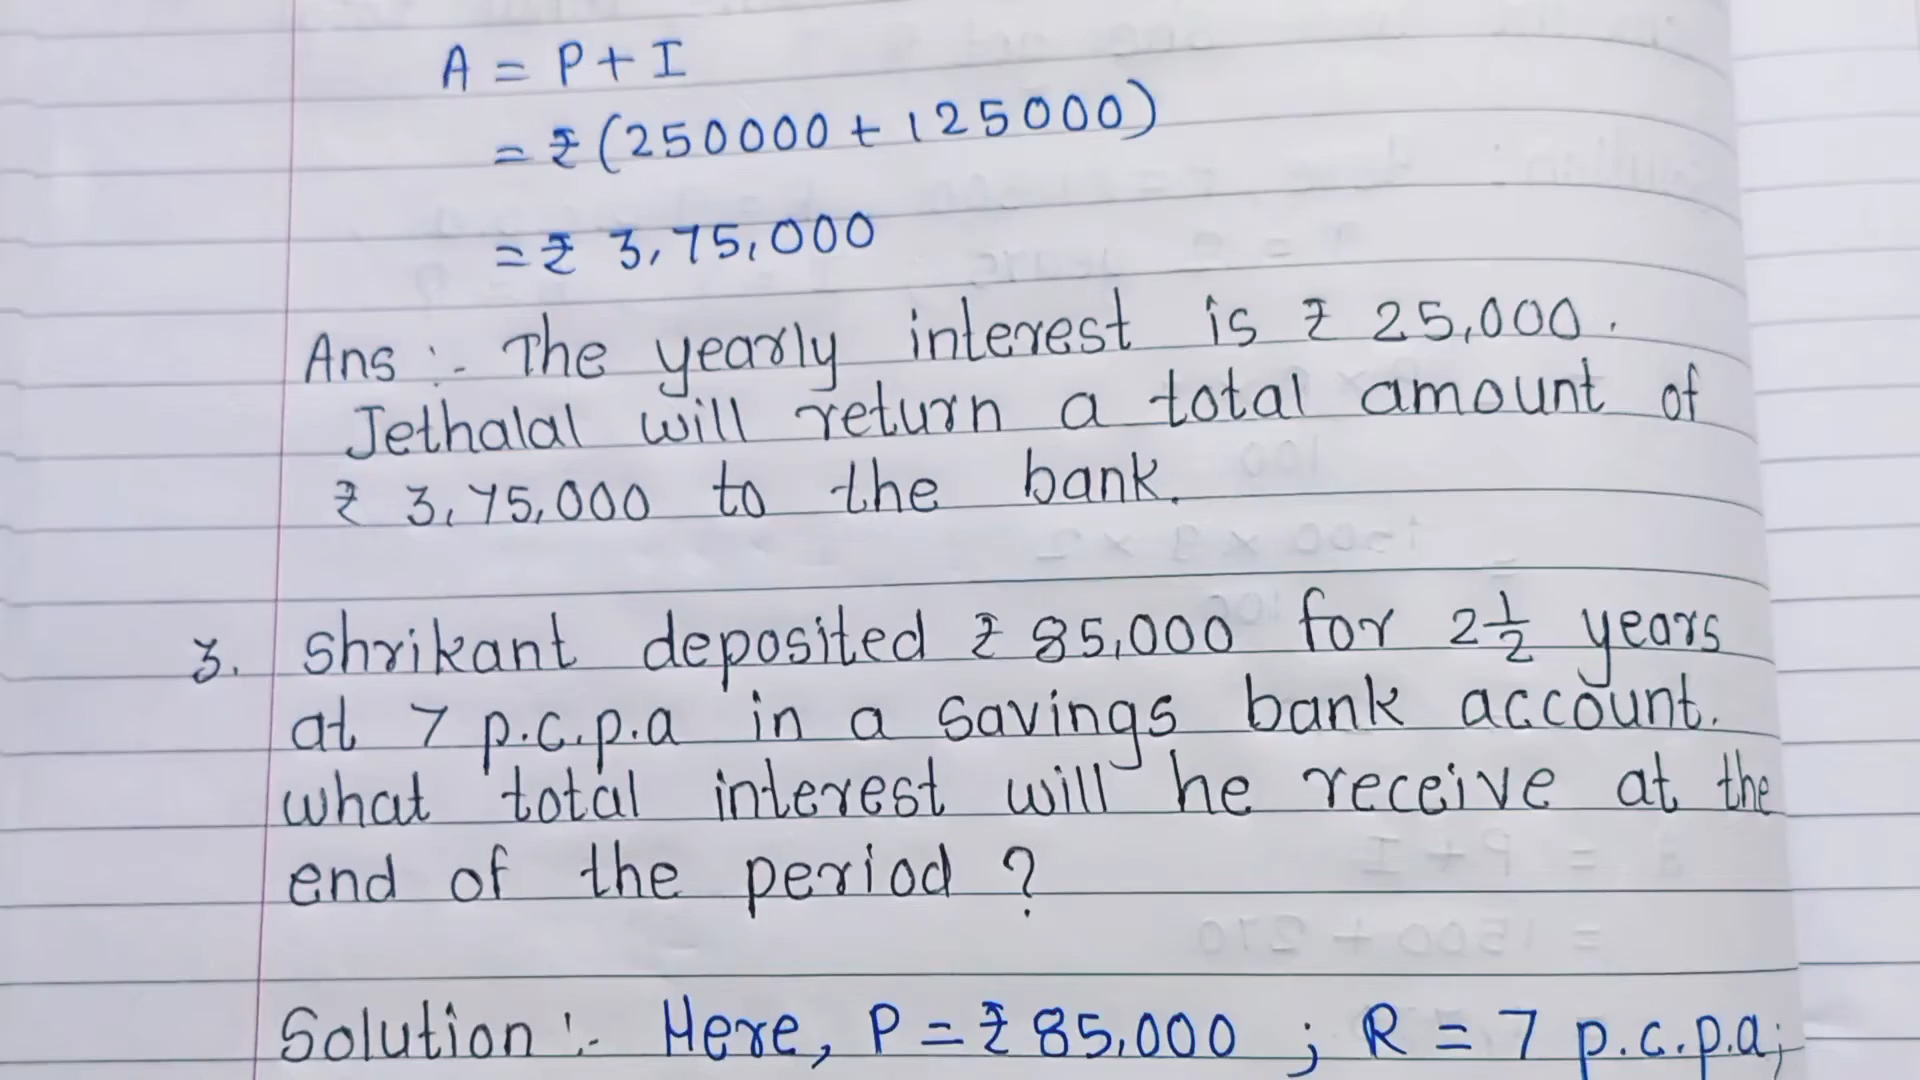 A = P + I
= ₹ (250000 + 125000)
= ₹ 3,75,000
Ans :- The yearly interest is ₹ 25,000.
Jethalal will return a total amount of
₹ 3,75,000 to the bank.
3. Shrikant deposited ₹ 85,000 for 2 1/2 years
at 7 p.c.p.a in a savings bank account.
what total interest will he receive at the
end of the period ?
Solution :- Here, P = ₹ 85,000 ; R = 7 p.c.p.a;